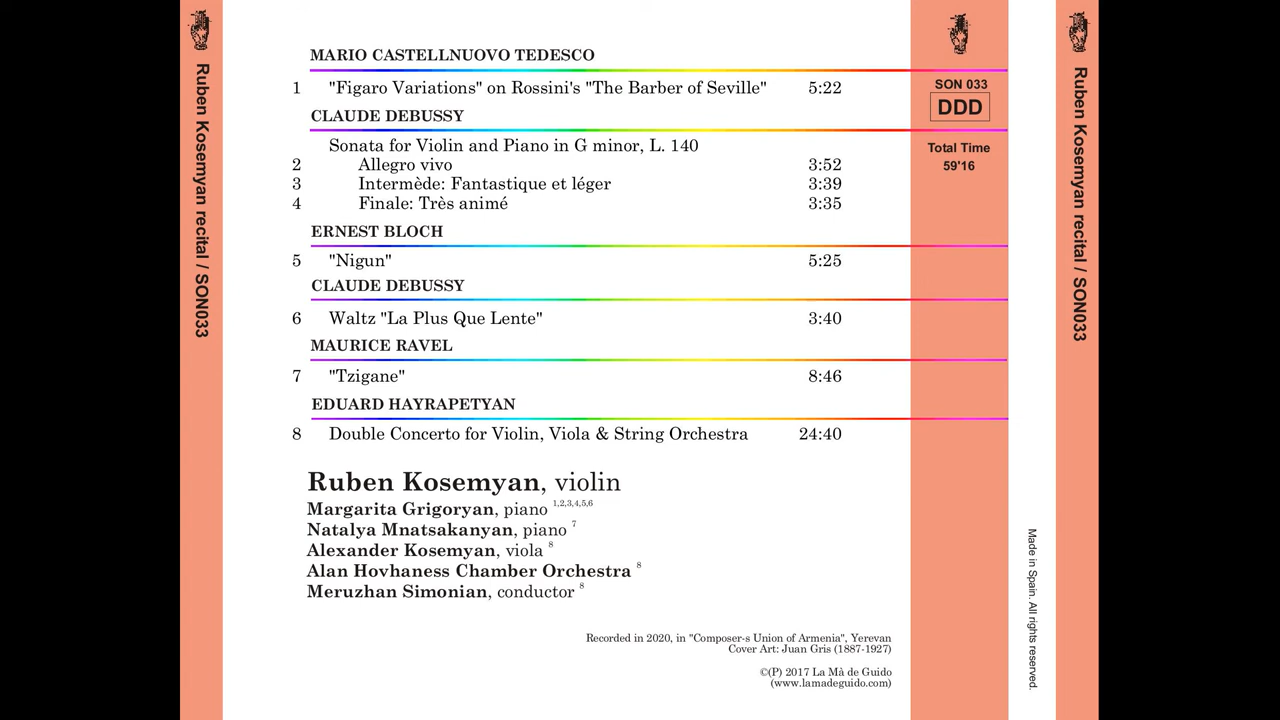 Ruben Kosemyan recital / SON033
MARIO CASTELLNUOVO TEDESCO
1 "Figaro Variations" on Rossini's "The Barber of Seville" 5:22
CLAUDE DEBUSSY
Sonata for Violin and Piano in G minor, L. 140
2 Allegro vivo 3:52
3 Intermède: Fantastique et léger 3:39
4 Finale: Très animé 3:35
ERNEST BLOCH
5 "Nigun" 5:25
CLAUDE DEBUSSY
6 Waltz "La Plus Que Lente" 3:40
MAURICE RAVEL
7 "Tzigane" 8:46
EDUARD HAYRAPETYAN
8 Double Concerto for Violin, Viola & String Orchestra 24:40
Ruben Kosemyan, violin
Margarita Grigoryan, piano 1,2,3,4,5,6
Natalya Mnatsakanyan, piano 7
Alexander Kosemyan, viola 8
Alan Hovhaness Chamber Orchestra 8
Meruzhan Simonian, conductor 8
Recorded in 2020, in "Composer-s Union of Armenia", Yerevan
Cover Art: Juan Gris (1887-1927)
©(P) 2017 La Mà de Guido
(www.lamadeguido.com)
SON 033
DDD
Total Time
59'16
Made in Spain. All rights reserved.
Ruben Kosemyan recital / SON033